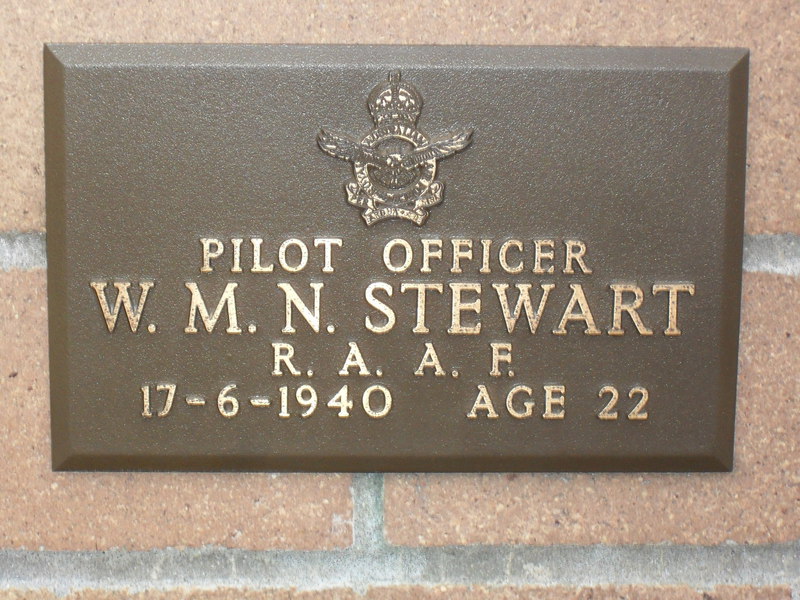 PILOT OFFICER
W. M. N. STEWART
R. A. A. F.
17-6-1940 AGE 22